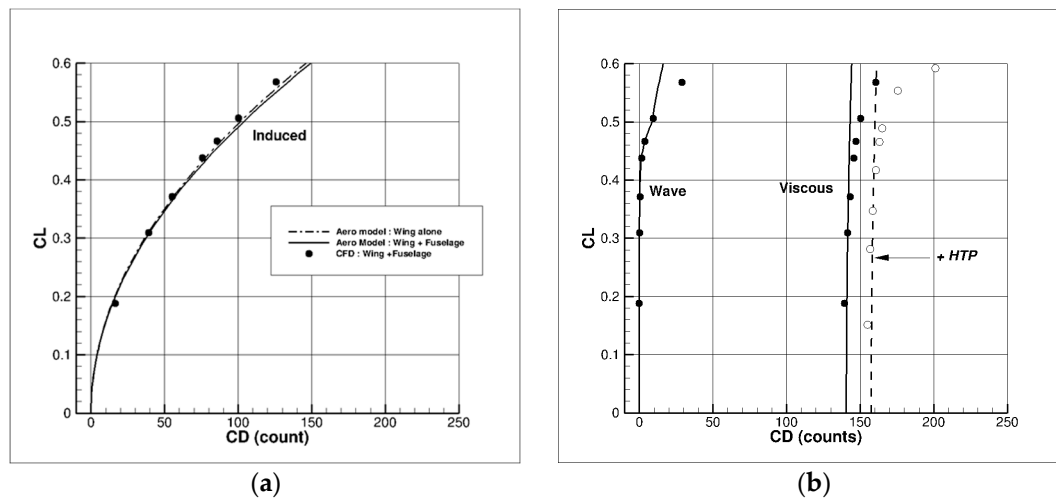 0.6
0.5
0.4
0.3
0.2
0.1
0
CL
Induced
Aero model : Wing alone
Aero Model : Wing + Fuselage
CFD : Wing +Fuselage
0 50 100 150 200 250
CD (count)
(a)
0.6
0.5
0.4
0.3
0.2
0.1
0
CL
Wave
Viscous
+ HTP
0 50 100 150 200 250
CD (counts)
(b)